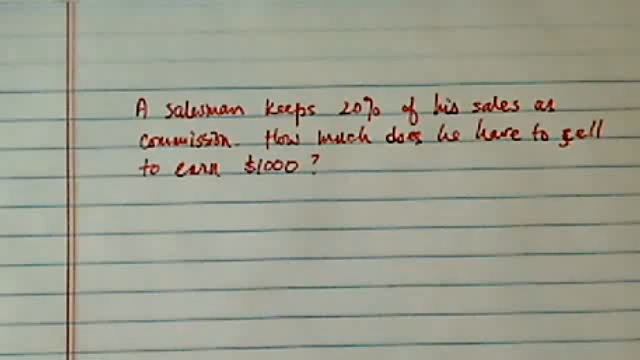 A salesman keeps 20% of his sales as
commission. How much does he have to sell
to earn $1000?